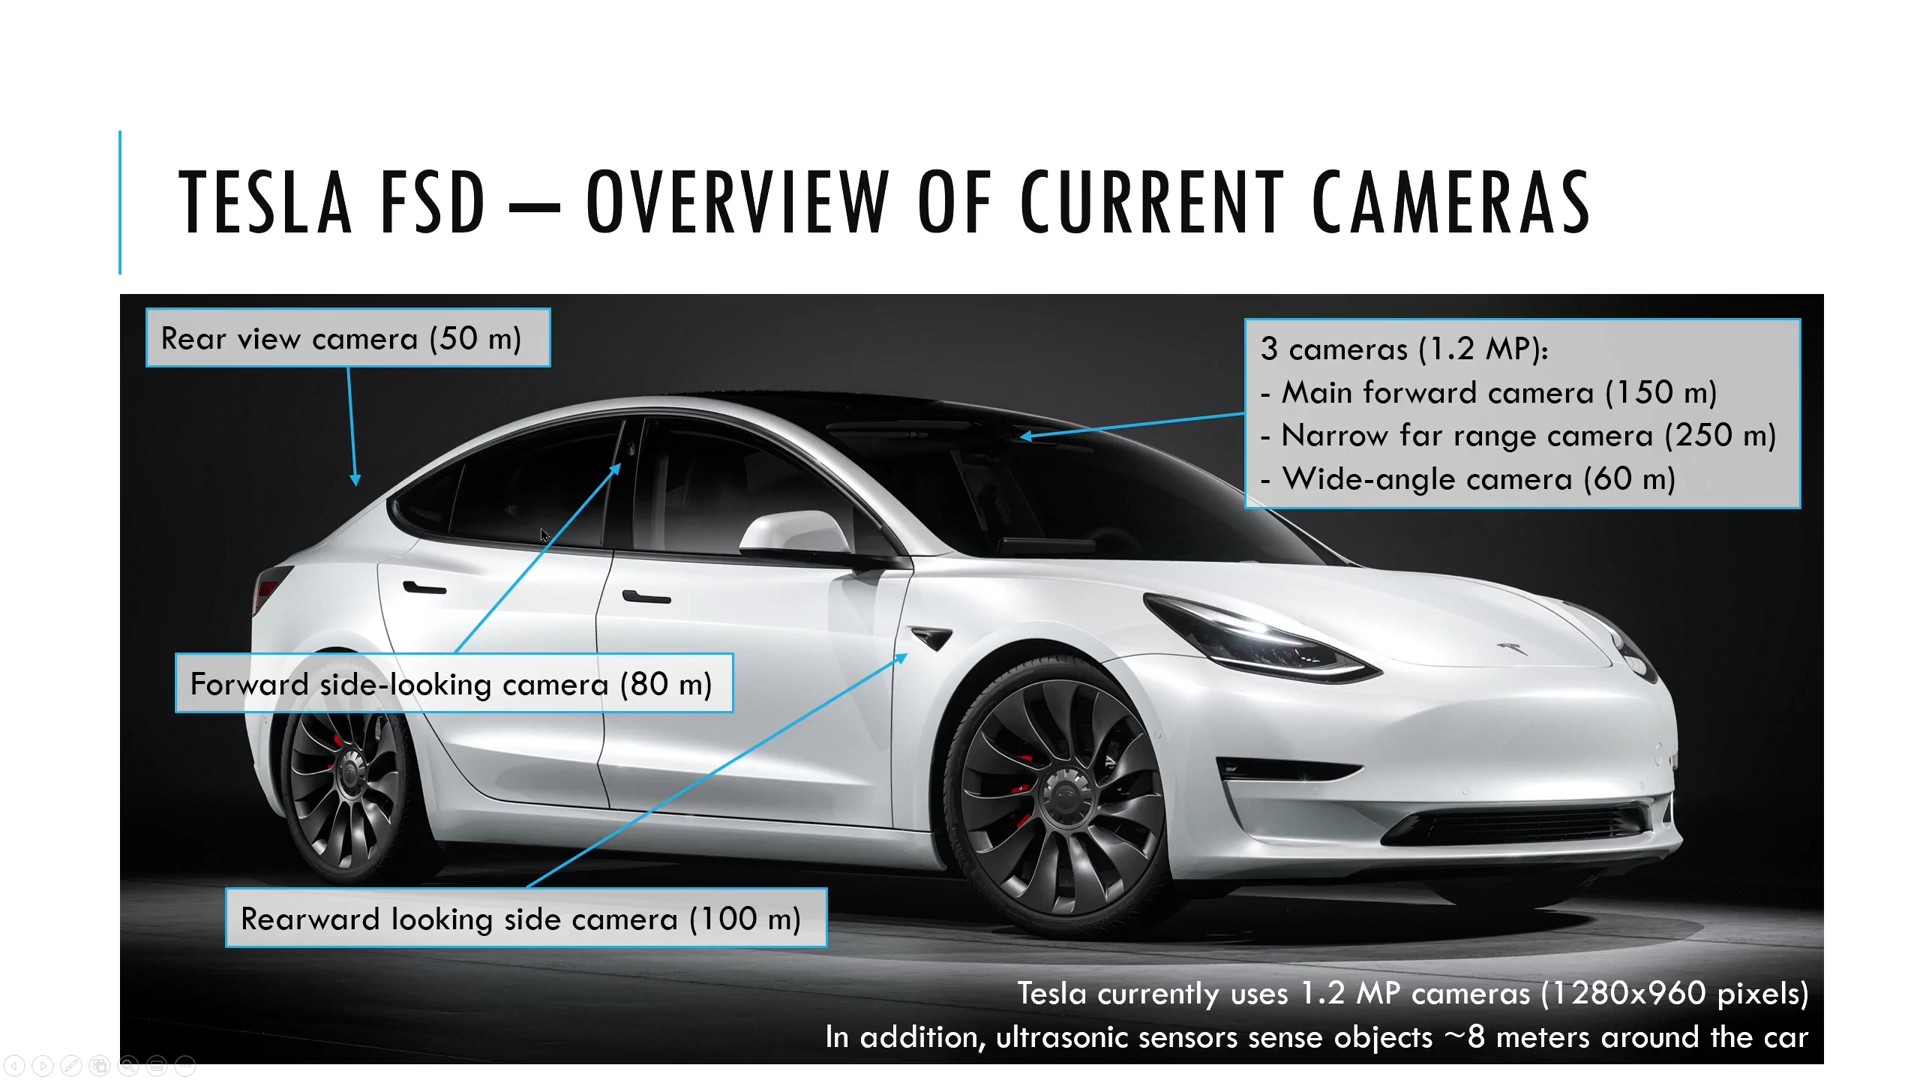 TESLA FSD – OVERVIEW OF CURRENT CAMERAS
Rear view camera (50 m)
3 cameras (1.2 MP):
- Main forward camera (150 m)
- Narrow far range camera (250 m)
- Wide-angle camera (60 m)
Forward side-looking camera (80 m)
Rearward looking side camera (100 m)
Tesla currently uses 1.2 MP cameras (1280x960 pixels)
In addition, ultrasonic sensors sense objects ~8 meters around the car